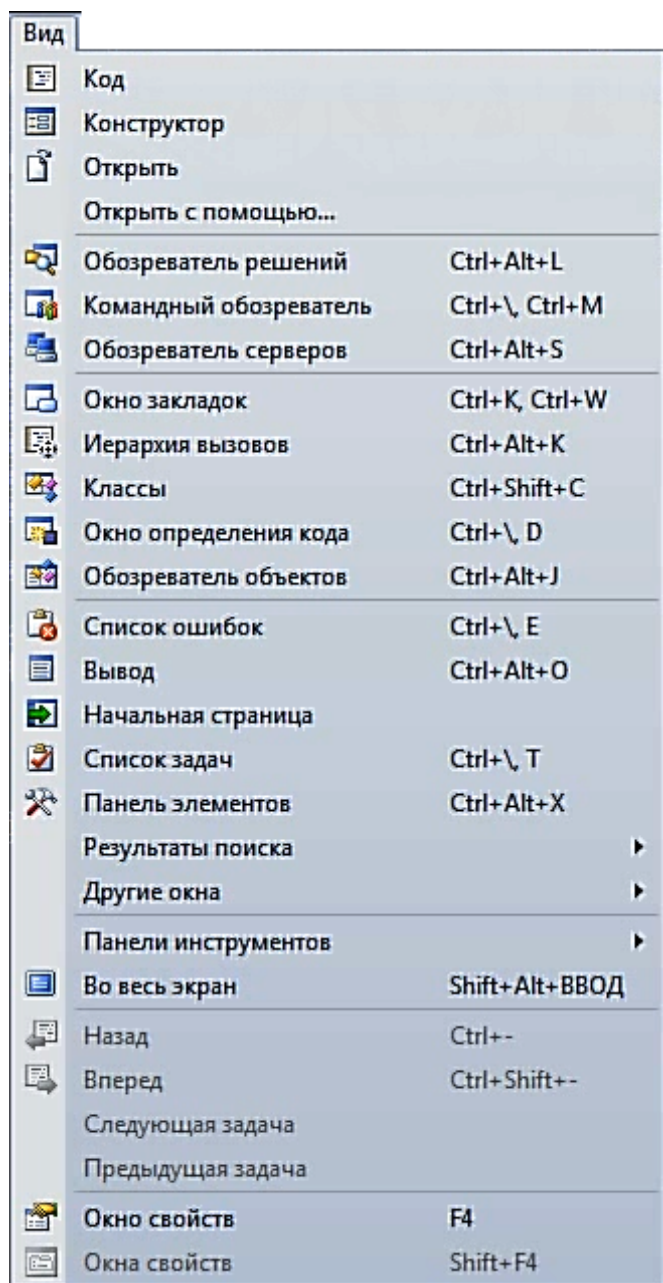 Вид
Код
Конструктор
Открыть
Открыть с помощью...
Обозреватель решений Ctrl+Alt+L
Командный обозреватель Ctrl+\, Ctrl+M
Обозреватель серверов Ctrl+Alt+S
Окно закладок Ctrl+K, Ctrl+W
Иерархия вызовов Ctrl+Alt+K
Классы Ctrl+Shift+C
Окно определения кода Ctrl+\, D
Обозреватель объектов Ctrl+Alt+J
Список ошибок Ctrl+\, E
Вывод Ctrl+Alt+O
Начальная страница
Список задач Ctrl+\, T
Панель элементов Ctrl+Alt+X
Результаты поиска
Другие окна
Панели инструментов
Во весь экран Shift+Alt+ВВОД
Назад Ctrl+-
Вперед Ctrl+Shift+-
Следующая задача
Предыдущая задача
Окно свойств F4
Окна свойств Shift+F4